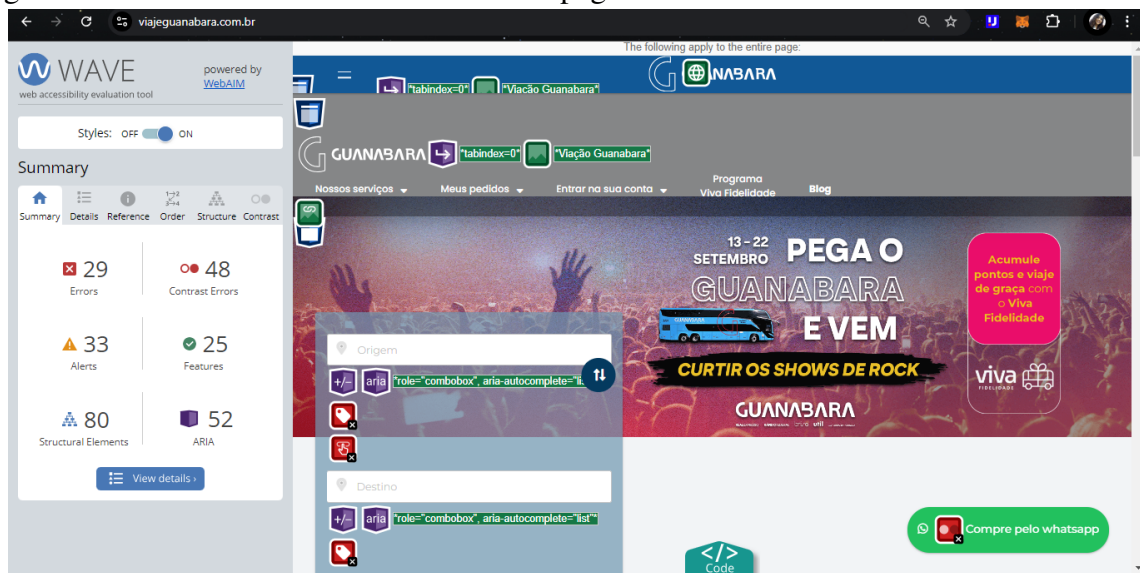 viajeguanabara.com.br
WAVE
web accessibility evaluation tool
powered by
WebAIM
Styles: OFF ON
Summary
Summary Details Reference Order Structure Contrast
29
Errors
48
Contrast Errors
33
Alerts
25
Features
80
Structural Elements
52
ARIA
View details ›
The following apply to the entire page:
NABARA
*tabindex=0* *Viação Guanabara*
GUANABARA *tabindex=0* *Viação Guanabara*
Nossos serviços Meus pedidos Entrar na sua conta Programa
Viva Fidelidade Blog
13 - 22
SETEMBRO PEGA O
GUANABARA
E VEM
CURTIR OS SHOWS DE ROCK
GUANABARA
Acumule
pontos e viaje
de graça com
o Viva
Fidelidade
viva
FIDELIDADE
Origem
+/- aria *role="combobox", aria-autocomplete="
Destino
+/- aria *role="combobox", aria-autocomplete="list"*
Compre pelo whatsapp
</>
Code